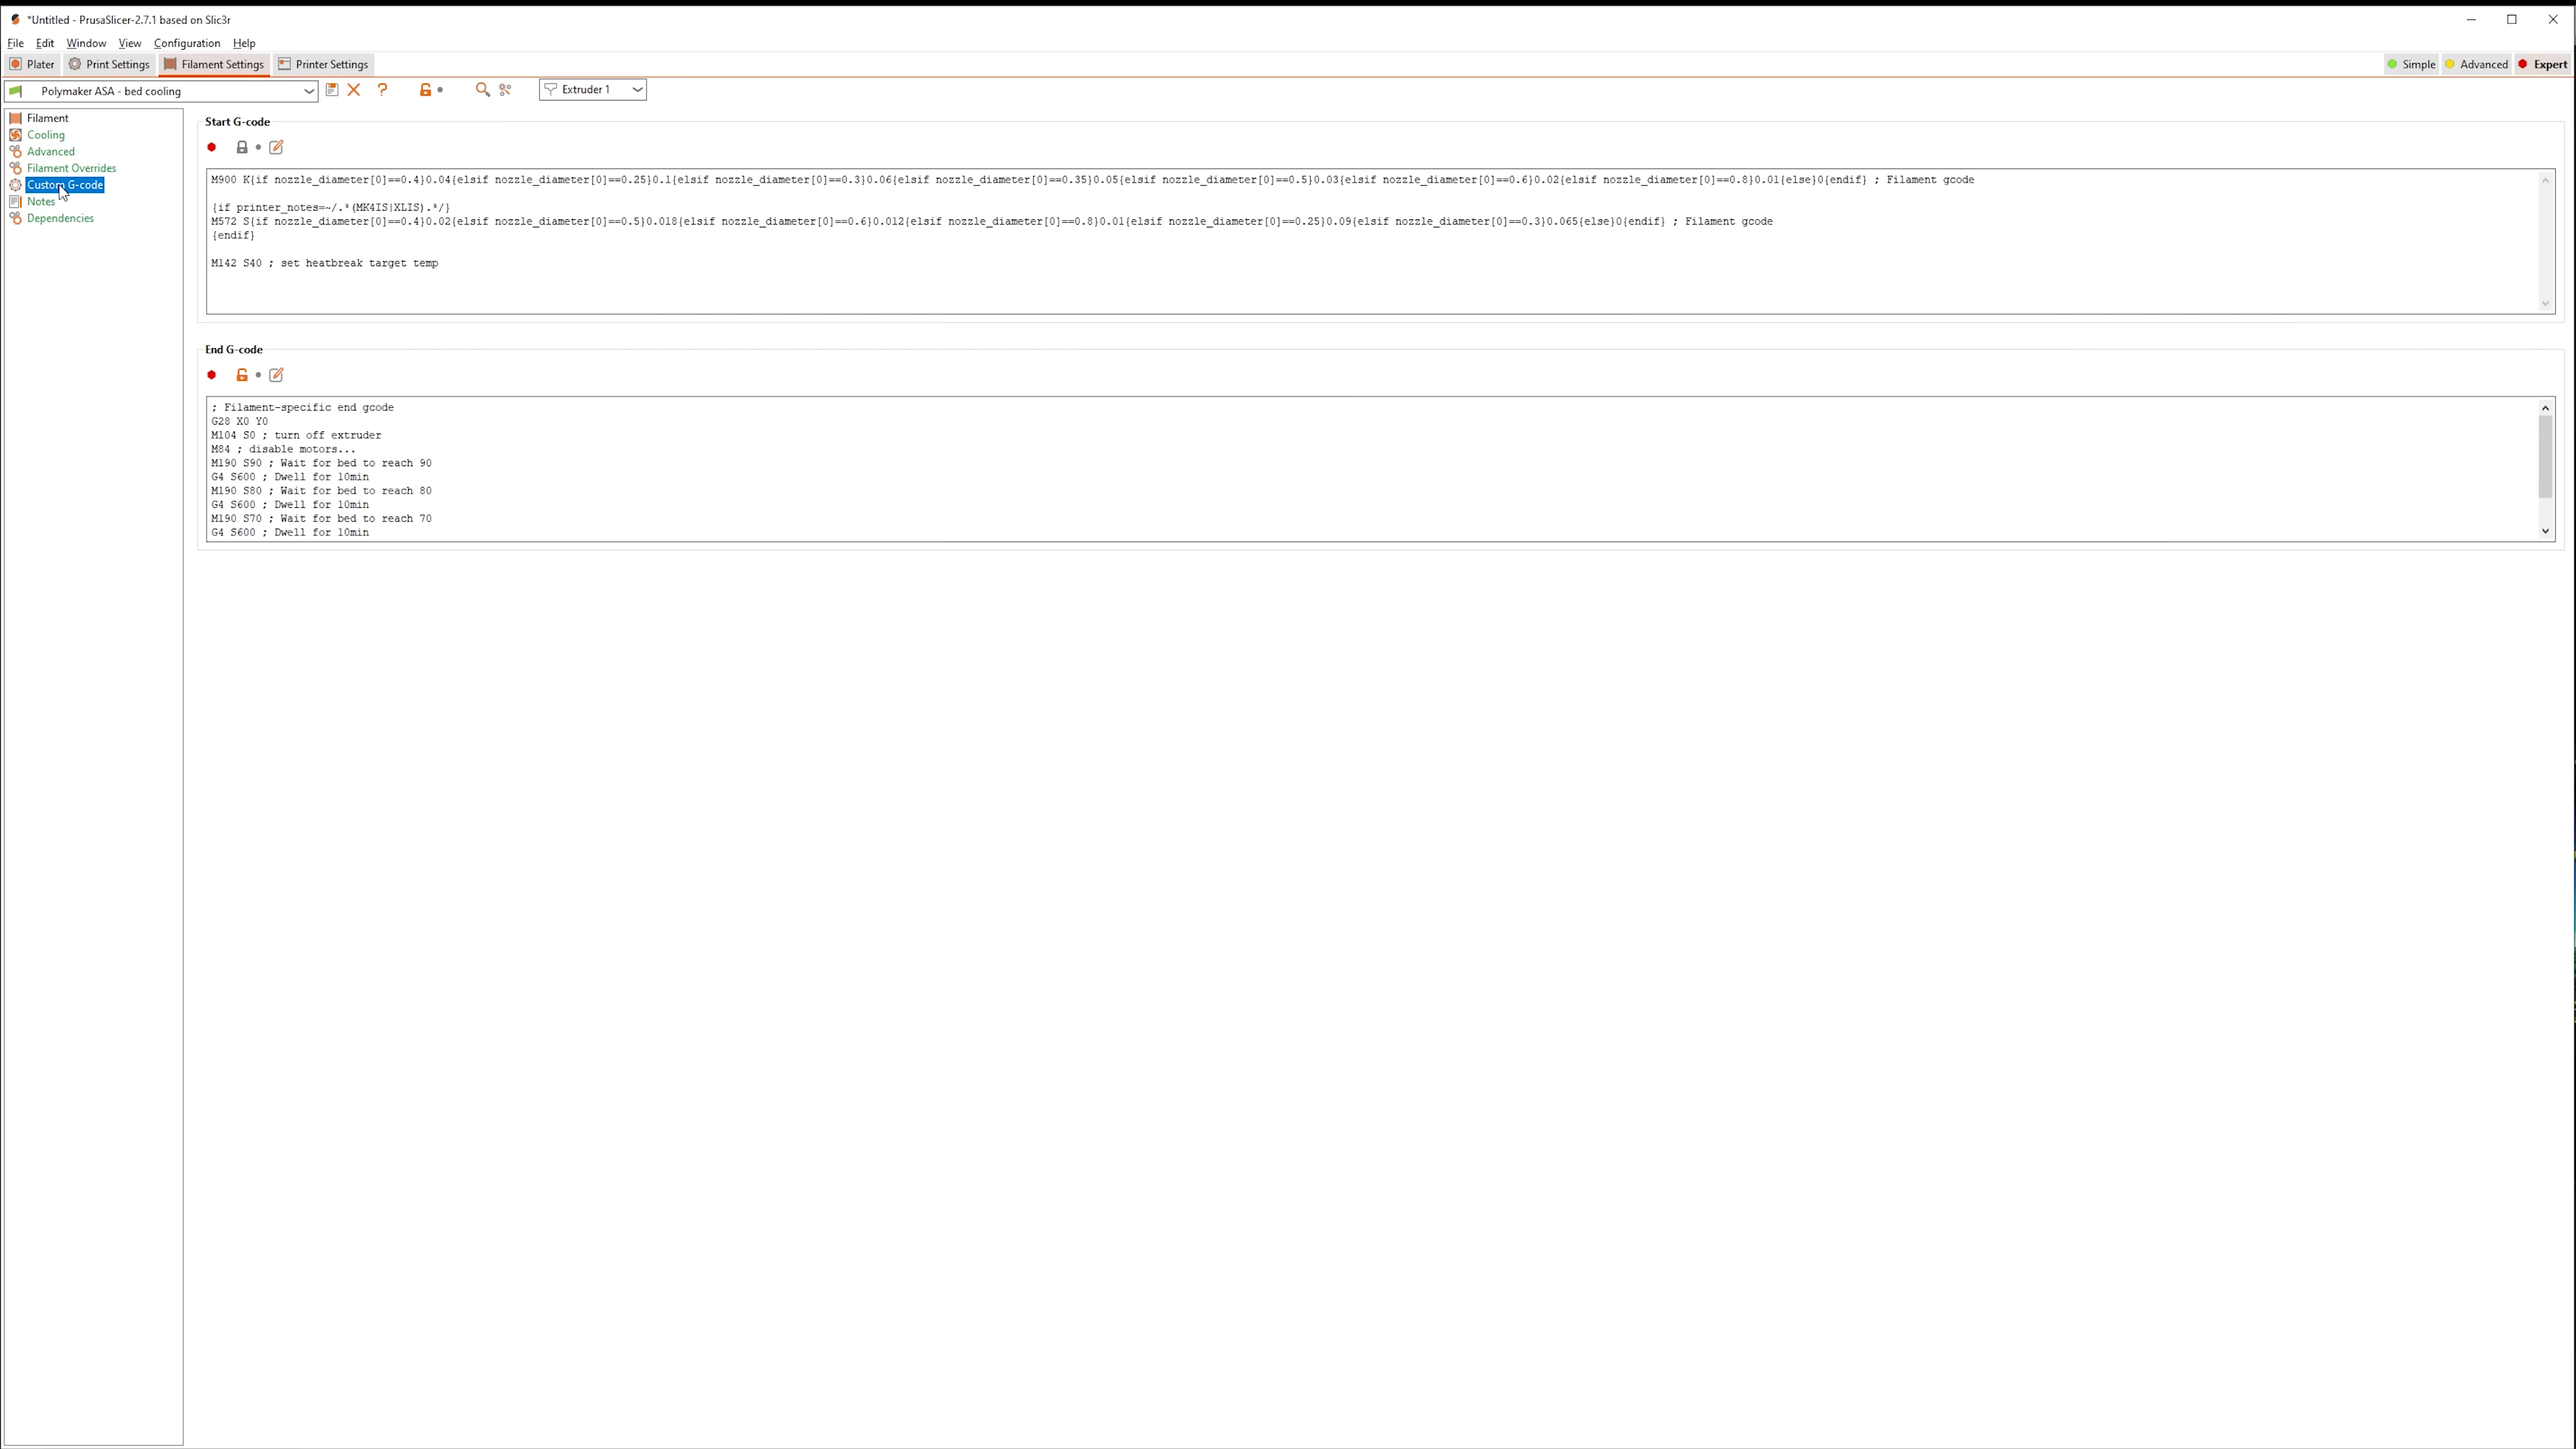 *Untitled - PrusaSlicer-2.7.1 based on Slic3r
File Edit Window View Configuration Help
Plater Print Settings Filament Settings Printer Settings Simple Advanced Expert
Polymaker ASA - bed cooling ? Extruder 1
Filament
Cooling
Advanced
Filament Overrides
Custom G-code
Notes
Dependencies
Start G-code
M900 K{if nozzle_diameter[0]==0.4}0.04{elsif nozzle_diameter[0]==0.25}0.1{elsif nozzle_diameter[0]==0.3}0.06{elsif nozzle_diameter[0]==0.35}0.05{elsif nozzle_diameter[0]==0.5}0.03{elsif nozzle_diameter[0]==0.6}0.02{elsif nozzle_diameter[0]==0.8}0.01{else}0{endif} ; Filament gcode
{if printer_notes=~/.*(MK4IS|XLIS).*/}
M572 S{if nozzle_diameter[0]==0.4}0.02{elsif nozzle_diameter[0]==0.5}0.018{elsif nozzle_diameter[0]==0.6}0.012{elsif nozzle_diameter[0]==0.8}0.01{elsif nozzle_diameter[0]==0.25}0.09{elsif nozzle_diameter[0]==0.3}0.065{else}0{endif} ; Filament gcode
{endif}
M142 S40 ; set heatbreak target temp
End G-code
; Filament-specific end gcode
G28 X0 Y0
M104 S0 ; turn off extruder
M84 ; disable motors...
M190 S90 ; Wait for bed to reach 90
G4 S600 ; Dwell for 10min
M190 S80 ; Wait for bed to reach 80
G4 S600 ; Dwell for 10min
M190 S70 ; Wait for bed to reach 70
G4 S600 ; Dwell for 10min